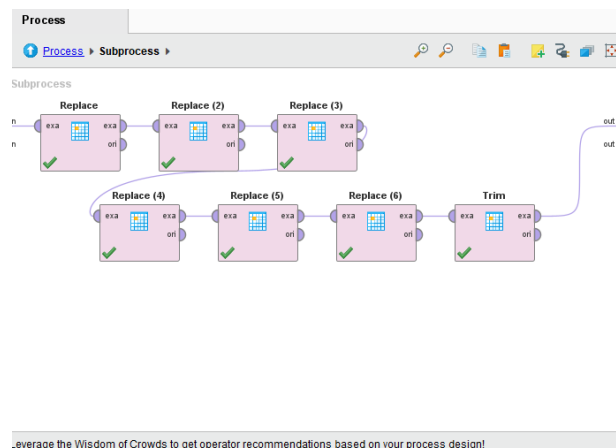 Process
Process ▸ Subprocess ▸
Subprocess
Replace Replace (2) Replace (3)
n exa exa exa exa exa exa out
n ori ori ori out
Replace (4) Replace (5) Replace (6) Trim
exa exa exa exa exa exa exa exa
ori ori ori ori
Leverage the Wisdom of Crowds to get operator recommendations based on your process design!